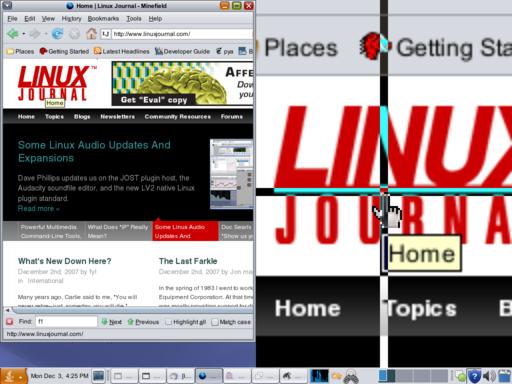 Home | Linux Journal - Minefield
File Edit View History Bookmarks Tools Help
http://www.linuxjournal.com/
Places Getting Started Latest Headlines Developer Guide pya
LINUX
JOURNAL
Home
Get "Eval" copy
AFFE
Home Topics Blogs Newsletters Community Resources Forums
Some Linux Audio Updates And
Expansions
Dave Phillips updates us on the JOST plugin host, the
Audacity soundfile editor, and the new LV2 native Linux
plugin standard.
Read more »
Powerful Multimedia
Command-Line Tools,
What Does "IP" Really
Mean?
Some Linux Audio
Updates And
Doc Searls
"Show us
What's New Down Here?
December 2nd, 2007 by fyl
in International
Many years ago, Carlie said to me, "You will
The Last Farkle
December 2nd, 2007 by Jon
In the spring of 1983 I went to work
Equipment Corporation. At that time
Find: f1 Next Previous Highlight all Match case
http://www.linuxjournal.com/
Mon Dec 3, 4:25 PM
Places Getting Sta
LINUX
JOURNA
Home
Home Topics B